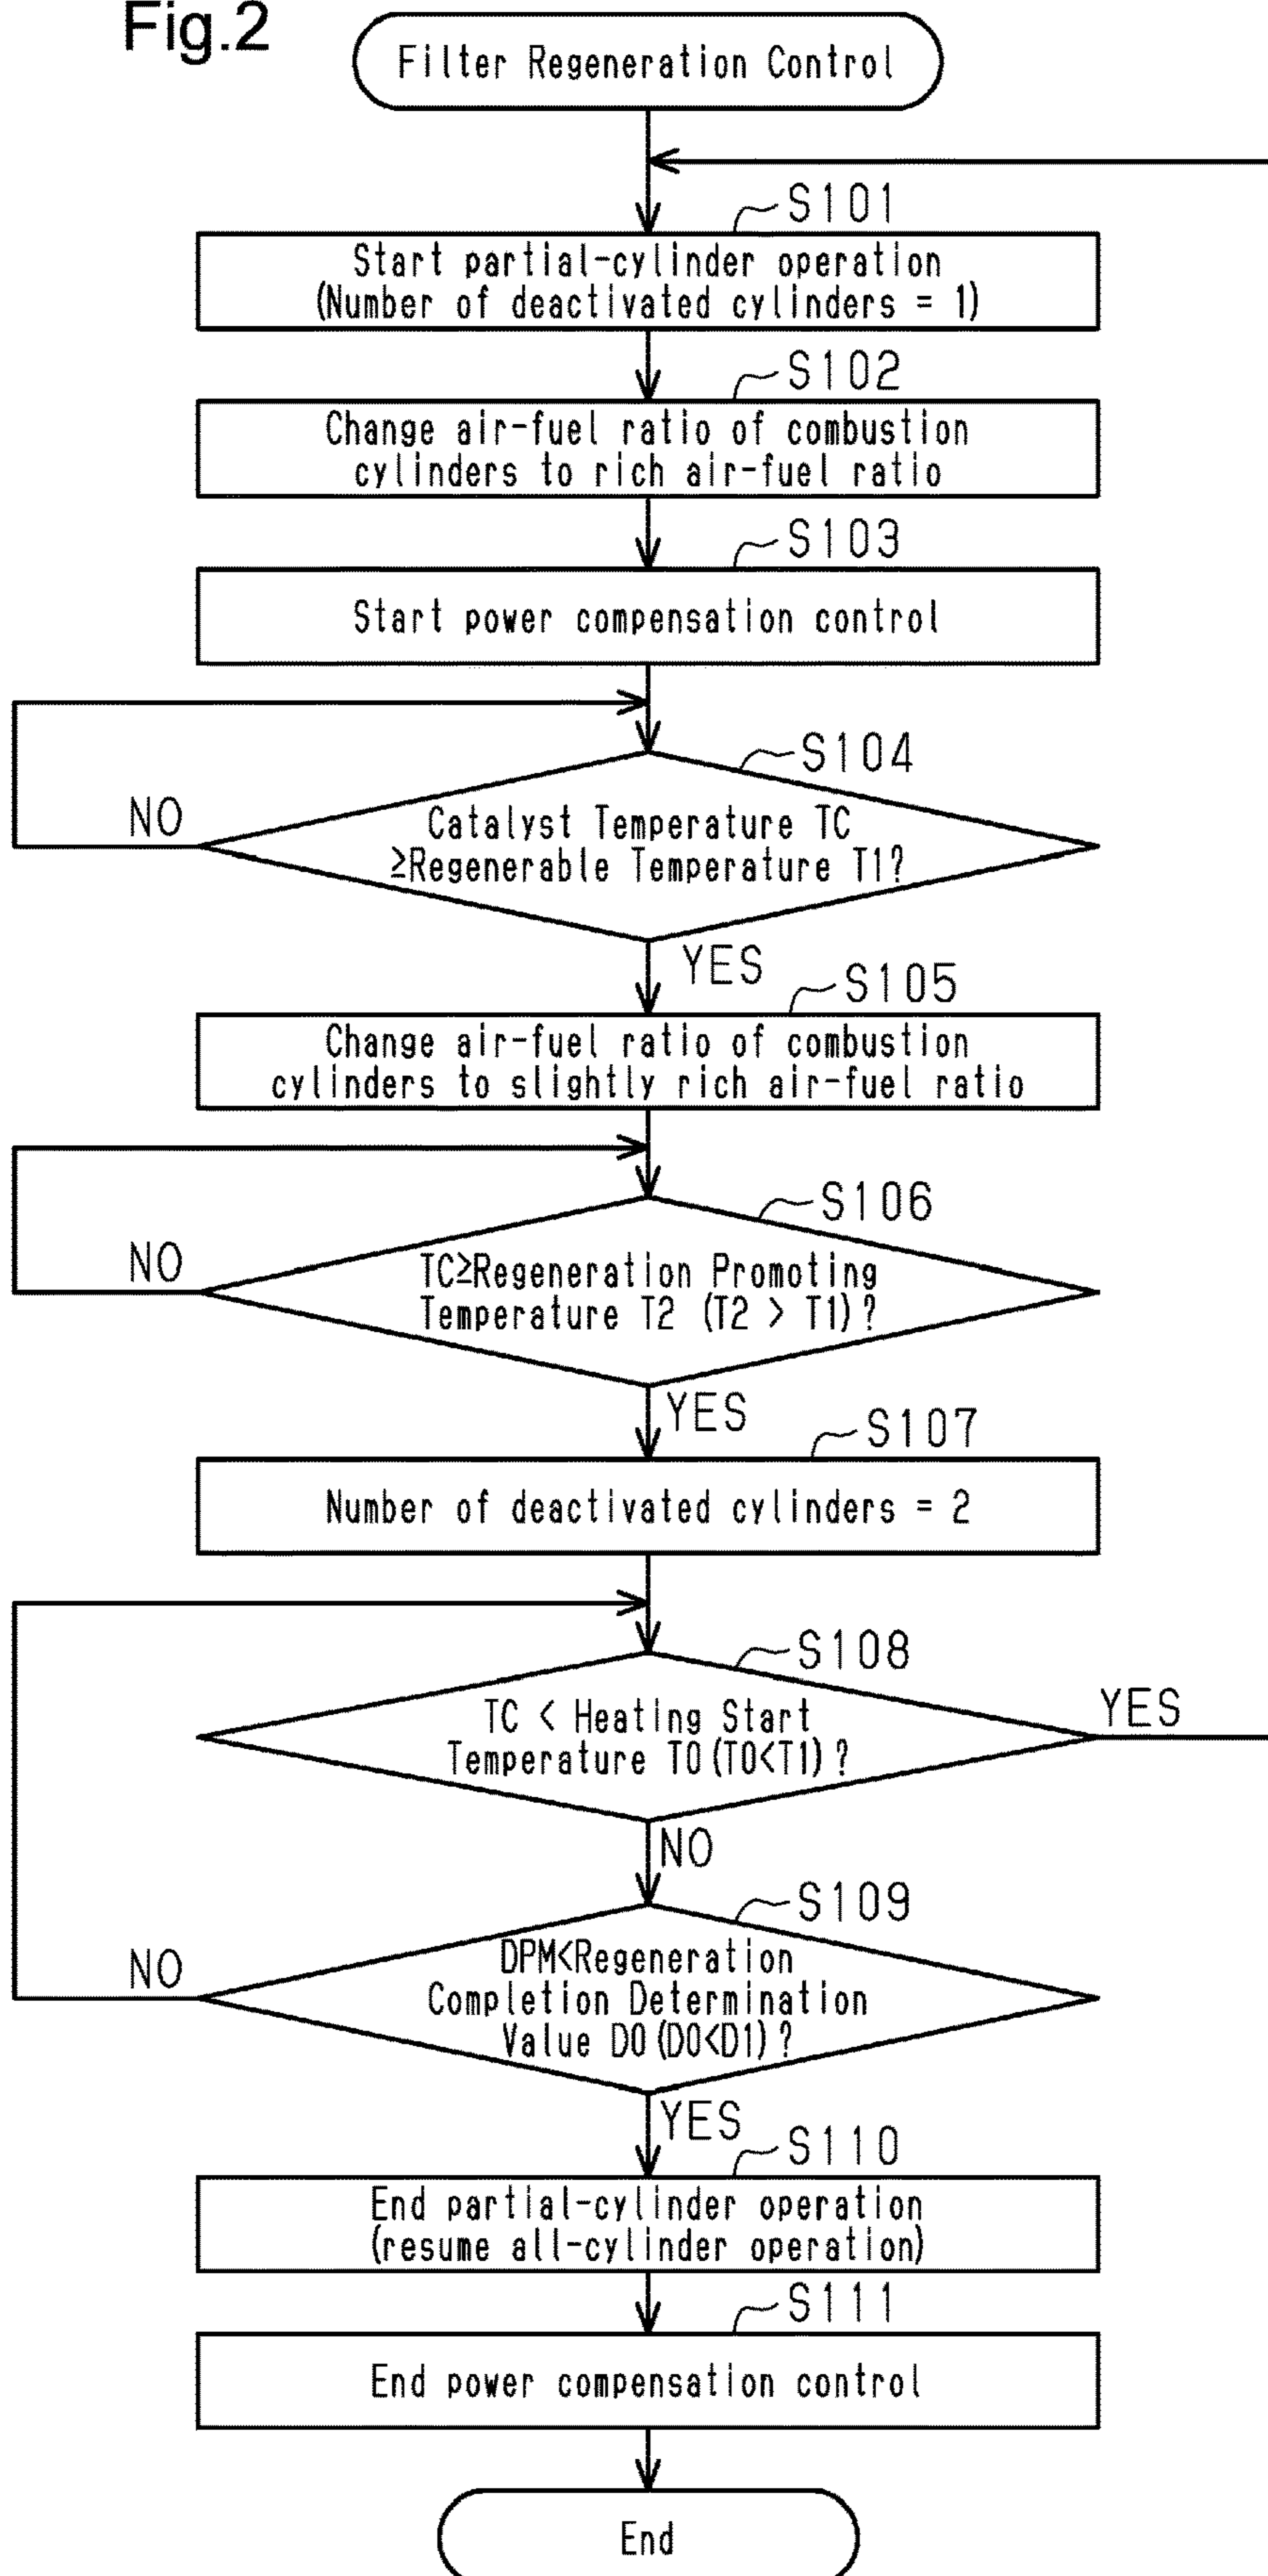 Fig.2
Filter Regeneration Control
S101
Start partial-cylinder operation
(Number of deactivated cylinders = 1)
S102
Change air-fuel ratio of combustion
cylinders to rich air-fuel ratio
S103
Start power compensation control
S104
NO
Catalyst Temperature TC
≥Regenerable Temperature T1?
YES
S105
Change air-fuel ratio of combustion
cylinders to slightly rich air-fuel ratio
S106
NO
TC≥Regeneration Promoting
Temperature T2 (T2 > T1)?
YES
S107
Number of deactivated cylinders = 2
S108
TC < Heating Start
Temperature T0(T0<T1)?
YES
NO
S109
NO
DPM<Regeneration
Completion Determination
Value D0(D0<D1)?
YES
S110
End partial-cylinder operation
(resume all-cylinder operation)
S111
End power compensation control
End